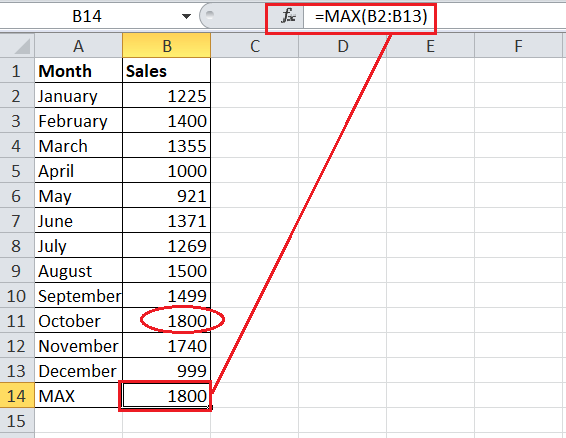 B14 fx =MAX(B2:B13)
A B C D E F
1 Month Sales
2 January 1225
3 February 1400
4 March 1355
5 April 1000
6 May 921
7 June 1371
8 July 1269
9 August 1500
10 September 1499
11 October 1800
12 November 1740
13 December 999
14 MAX 1800
15